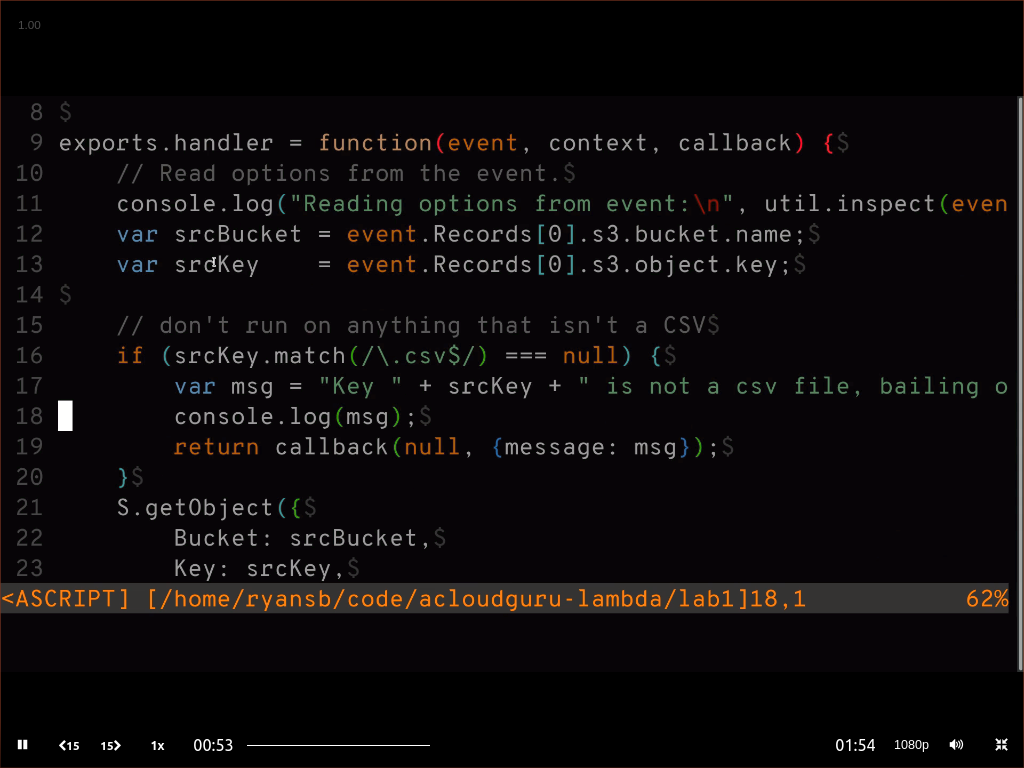 1.00
8 $
9 exports.handler = function(event, context, callback) {$
10     // Read options from the event.$
11     console.log("Reading options from event:\n", util.inspect(even
12     var srcBucket = event.Records[0].s3.bucket.name;$
13     var srcKey    = event.Records[0].s3.object.key;$
14 $
15     // don't run on anything that isn't a CSV$
16     if (srcKey.match(/\.csv$/) === null) {$
17         var msg = "Key " + srcKey + " is not a csv file, bailing o
18         console.log(msg);$
19         return callback(null, {message: msg});$
20     }$
21     S.getObject({$
22         Bucket: srcBucket,$
23         Key: srcKey,$
<ASCRIPT] [/home/ryansb/code/acloudguru-lambda/lab1]18,1 62%
15 15 1x 00:53 01:54 1080p